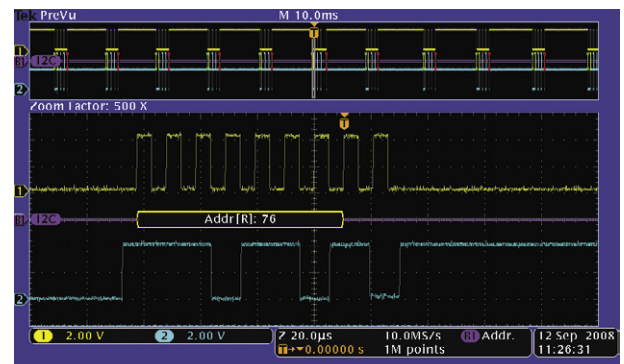 Tek PreVu M 10.0ms
T
1
B1 I2C
2
Zoom Factor: 500 X
T
1
B1 I2C Addr[R]: 76
2
1 2.00 V 2 2.00 V Z 20.0µs 10.0MS/s B1 Addr. 12 Sep 2008
T→▼0.00000 s 1M points 11:26:31